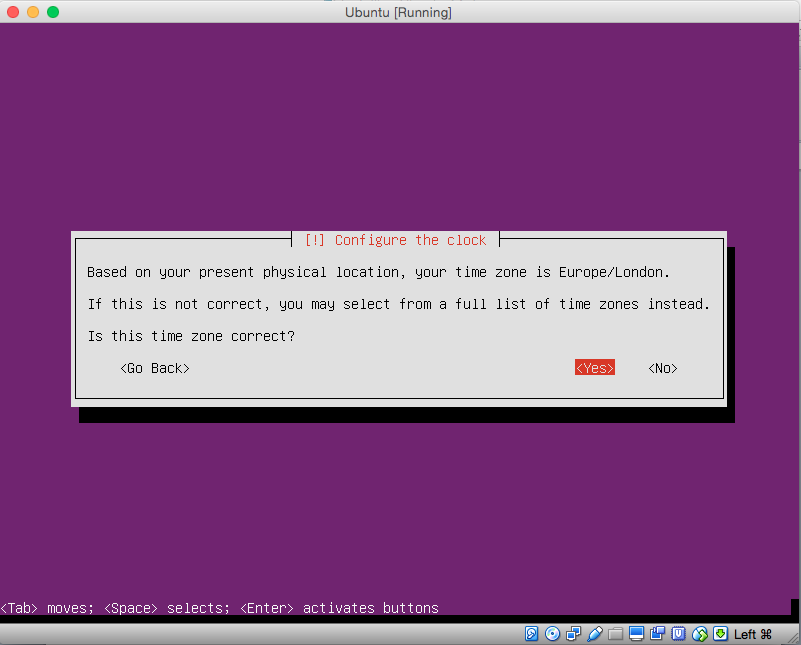 Ubuntu [Running]
[!] Configure the clock
Based on your present physical location, your time zone is Europe/London.
If this is not correct, you may select from a full list of time zones instead.
Is this time zone correct?
<Go Back> <Yes> <No>
<Tab> moves; <Space> selects; <Enter> activates buttons
Left ⌘